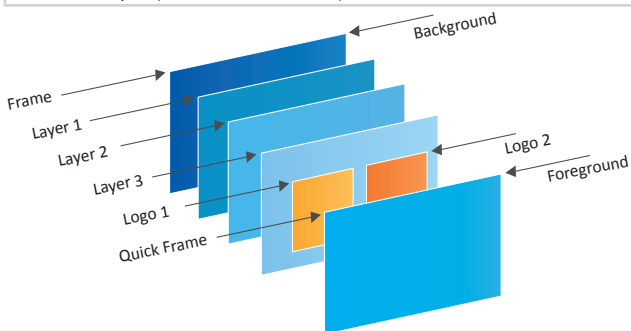 Background
Frame
Layer 1
Layer 2
Layer 3
Logo 1
Logo 2
Quick Frame
Foreground